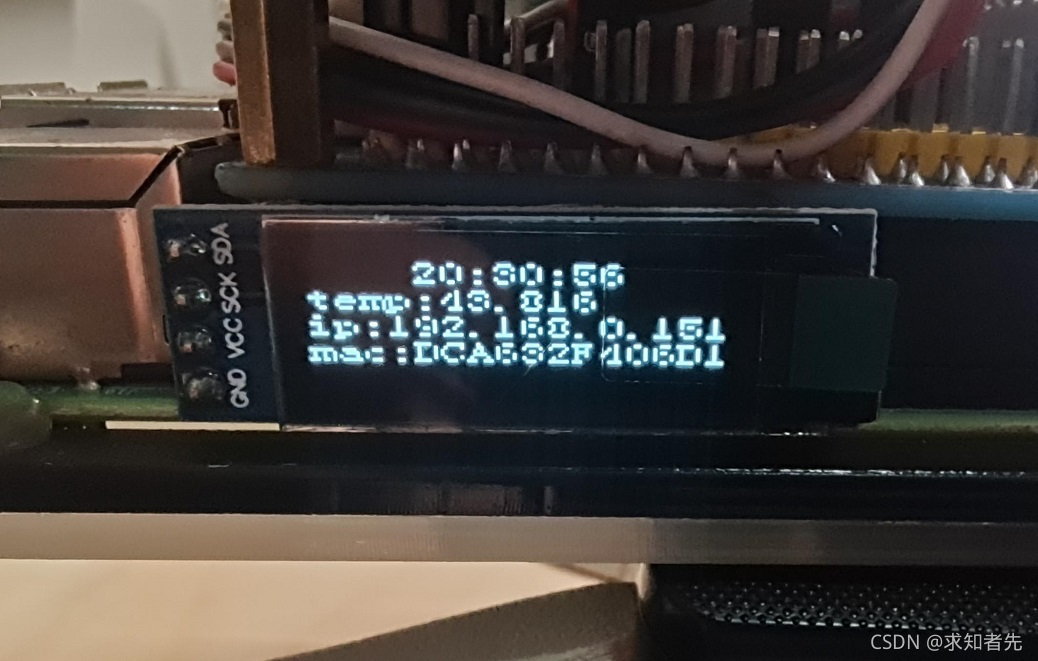 SDA
SCK
VCC
GND
20:30:56
temp:43.816
ip:192.168.0.151
mac:DCA632F406D1
CSDN @求知者先